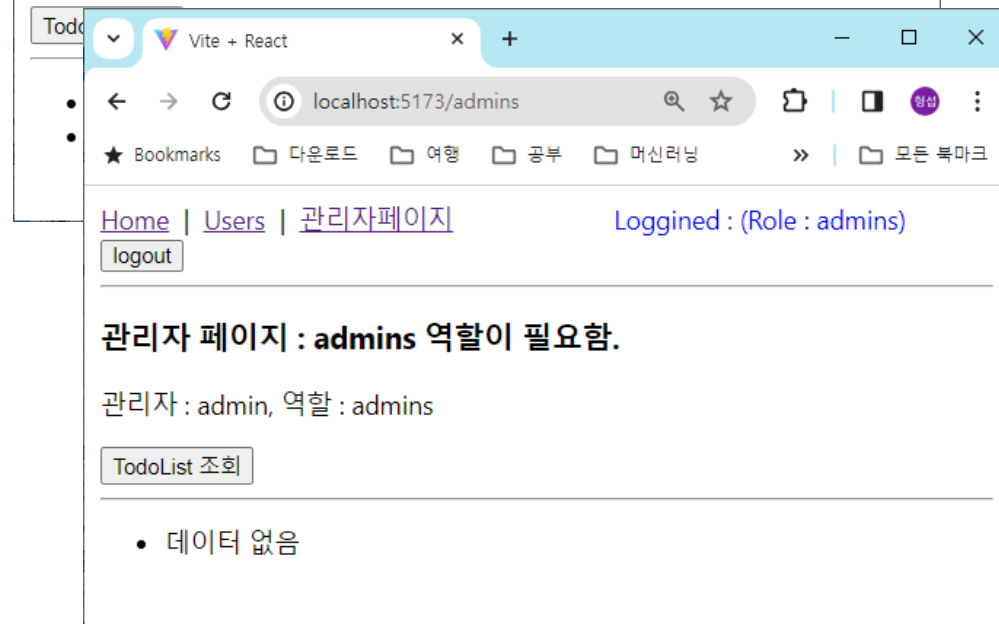 Vite + React
localhost:5173/admins
형섭
Bookmarks 다운로드 여행 공부 머신러닝 » 모든 북마크
Home | Users | 관리자페이지 Loggined : (Role : admins)
logout
관리자 페이지 : admins 역할이 필요함.
관리자 : admin, 역할 : admins
TodoList 조회
데이터 없음